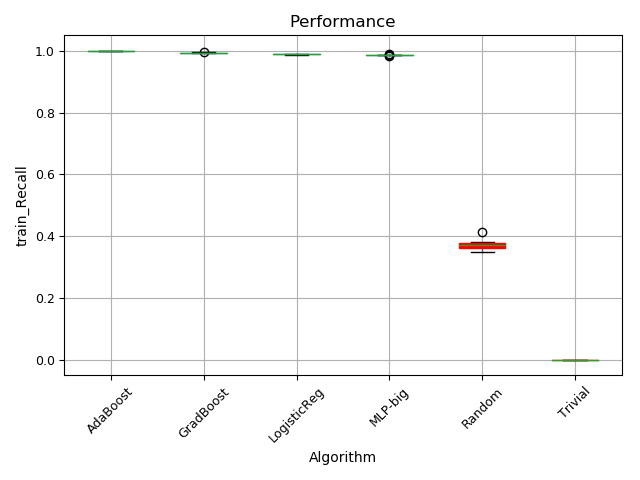 Performance
train_Recall
1.0
0.8
0.6
0.4
0.2
0.0
AdaBoost
GradBoost
LogisticReg
MLP-big
Random
Trivial
Algorithm